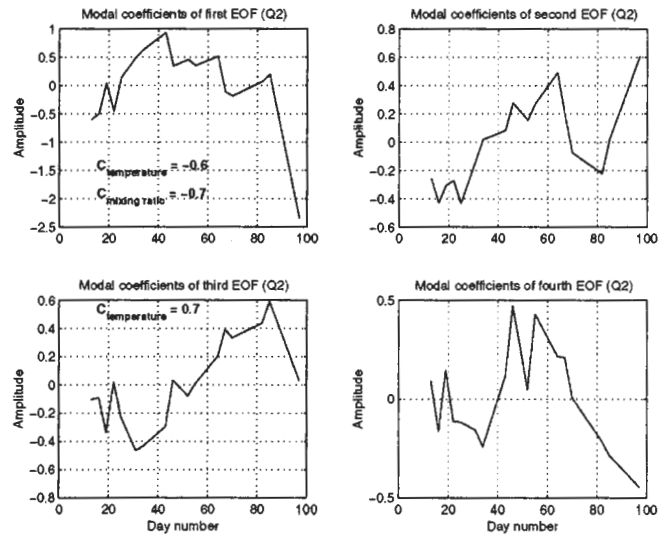 Modal coefficients of first EOF (Q2)
1
0.5
0
−0.5
−1
−1.5
−2
−2.5
Amplitude
C temperature = −0.6
C mixing ratio = −0.7
0 20 40 60 80 100
Modal coefficients of second EOF (Q2)
0.8
0.6
0.4
0.2
0
−0.2
−0.4
−0.6
Amplitude
0 20 40 60 80 100
Modal coefficients of third EOF (Q2)
0.6
0.4
0.2
0
−0.2
−0.4
−0.6
−0.8
Amplitude
C temperature = 0.7
0 20 40 60 80 100
Day number
Modal coefficients of fourth EOF (Q2)
0.5
0
−0.5
Amplitude
0 20 40 60 80 100
Day number